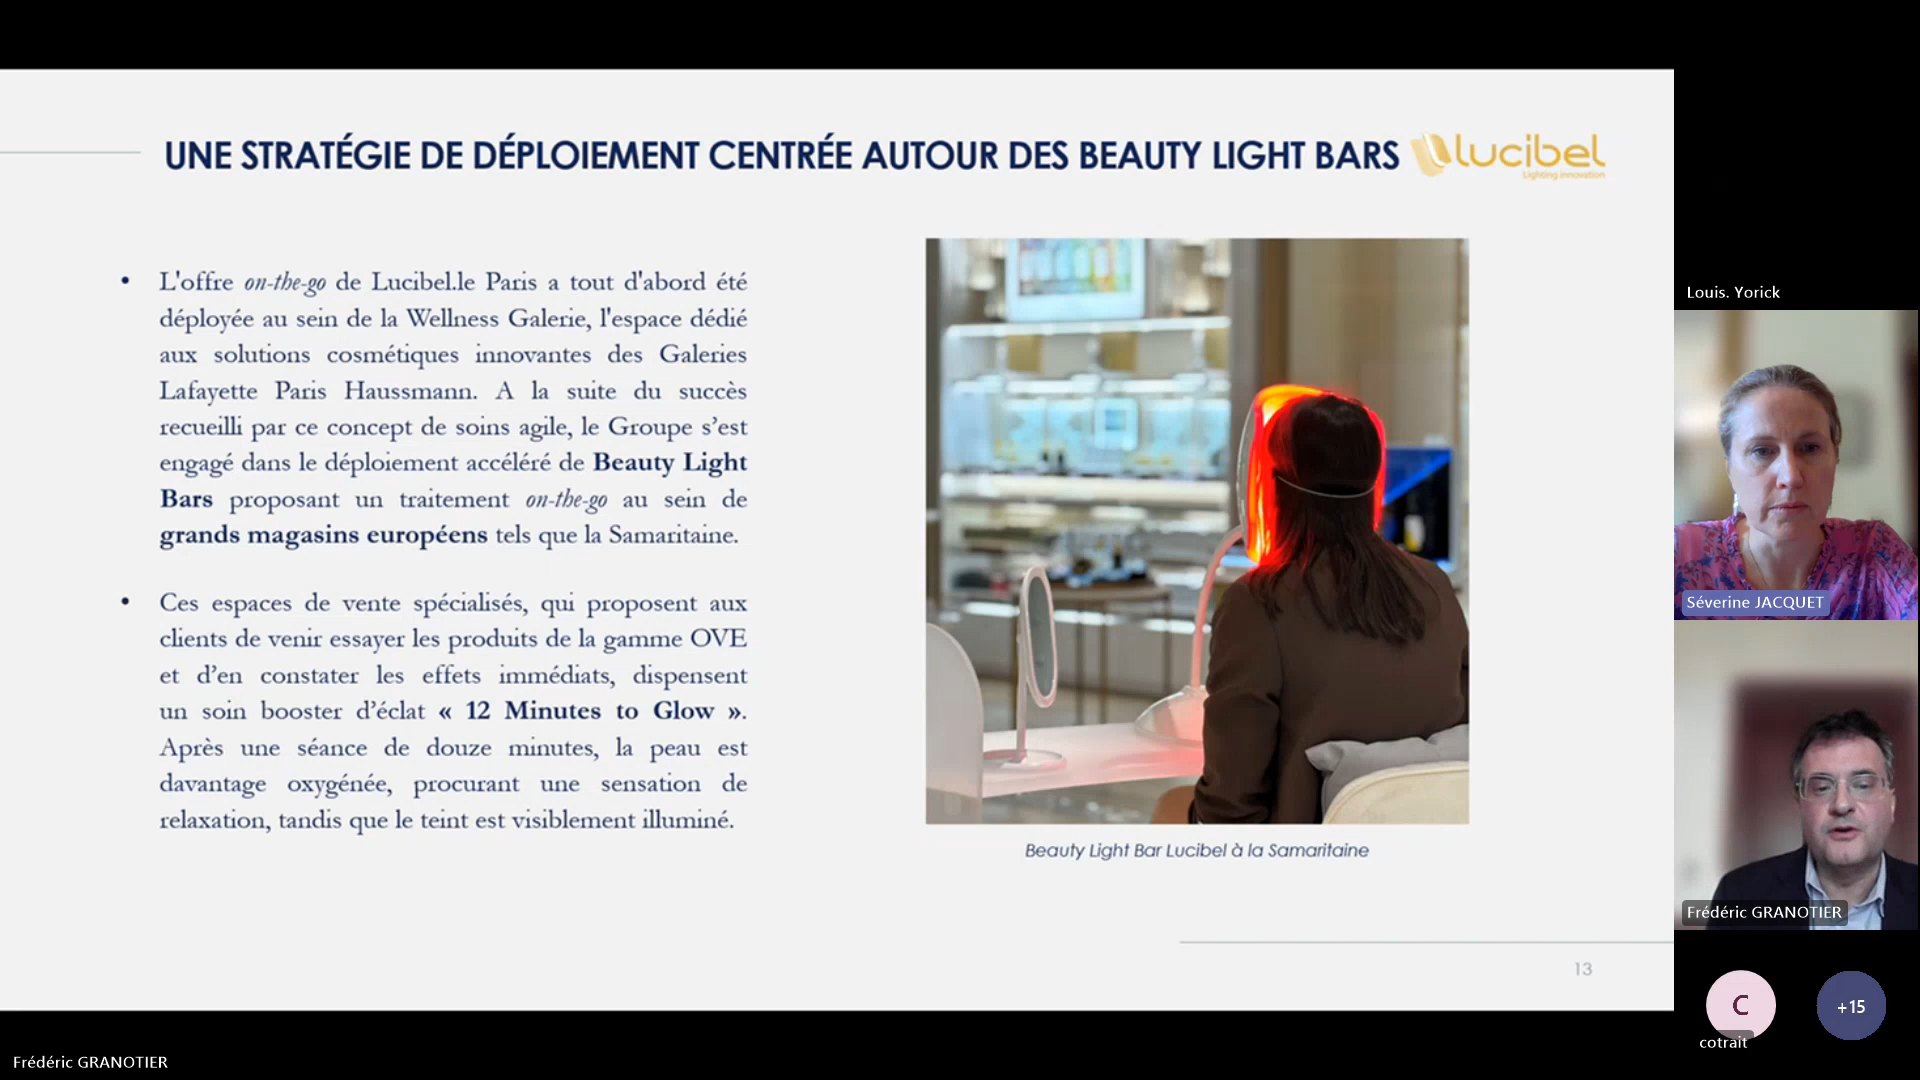 UNE STRATÉGIE DE DÉPLOIEMENT CENTRÉE AUTOUR DES BEAUTY LIGHT BARS
lucibel
Lighting innovation
• L'offre on-the-go de Lucibel.le Paris a tout d'abord été
déployée au sein de la Wellness Galerie, l'espace dédié
aux solutions cosmétiques innovantes des Galeries
Lafayette Paris Haussmann. A la suite du succès
recueilli par ce concept de soins agile, le Groupe s’est
engagé dans le déploiement accéléré de Beauty Light
Bars proposant un traitement on-the-go au sein de
grands magasins européens tels que la Samaritaine.
• Ces espaces de vente spécialisés, qui proposent aux
clients de venir essayer les produits de la gamme OVE
et d’en constater les effets immédiats, dispensent
un soin booster d’éclat « 12 Minutes to Glow ».
Après une séance de douze minutes, la peau est
davantage oxygénée, procurant une sensation de
relaxation, tandis que le teint est visiblement illuminé.
Beauty Light Bar Lucibel à la Samaritaine
13
Louis. Yorick
Séverine JACQUET
Frédéric GRANOTIER
C
cotrait
+15
Frédéric GRANOTIER